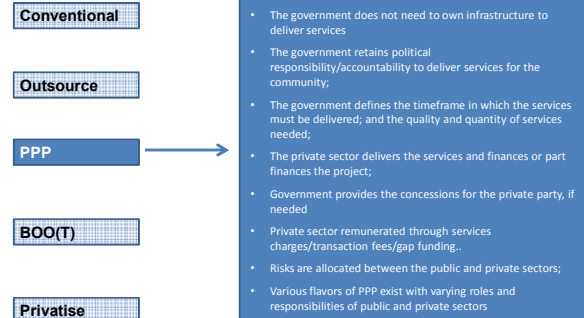 Conventional
Outsource
PPP
BOO(T)
Privatise
• The government does not need to own infrastructure to
deliver services
• The government retains political
responsibility/accountability to deliver services for the
community;
• The government defines the timeframe in which the services
must be delivered; and the quality and quantity of services
needed;
• The private sector delivers the services and finances or part
finances the project;
• Government provides the concessions for the private party, if
needed
• Private sector remunerated through services
charges/transaction fees/gap funding..
• Risks are allocated between the public and private sectors;
• Various flavors of PPP exist with varying roles and
responsibilities of public and private sectors